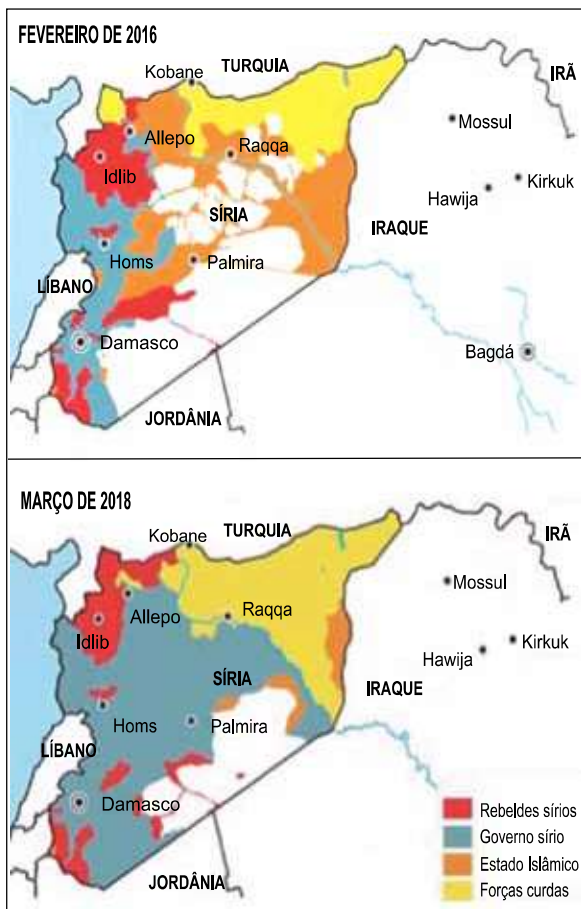 FEVEREIRO DE 2016
Kobane
TURQUIA
IRÃ
Allepo
Mossul
Raqqa
Idlib
Kirkuk
Hawija
SÍRIA
IRAQUE
Homs
Palmira
LÍBANO
Damasco
Bagdá
JORDÂNIA
MARÇO DE 2018
Kobane
TURQUIA
IRÃ
Mossul
Allepo
Raqqa
Idlib
Kirkuk
Hawija
SÍRIA
IRAQUE
Homs
Palmira
LÍBANO
Damasco
JORDÂNIA
Rebeldes sírios
Governo sírio
Estado Islâmico
Forças curdas